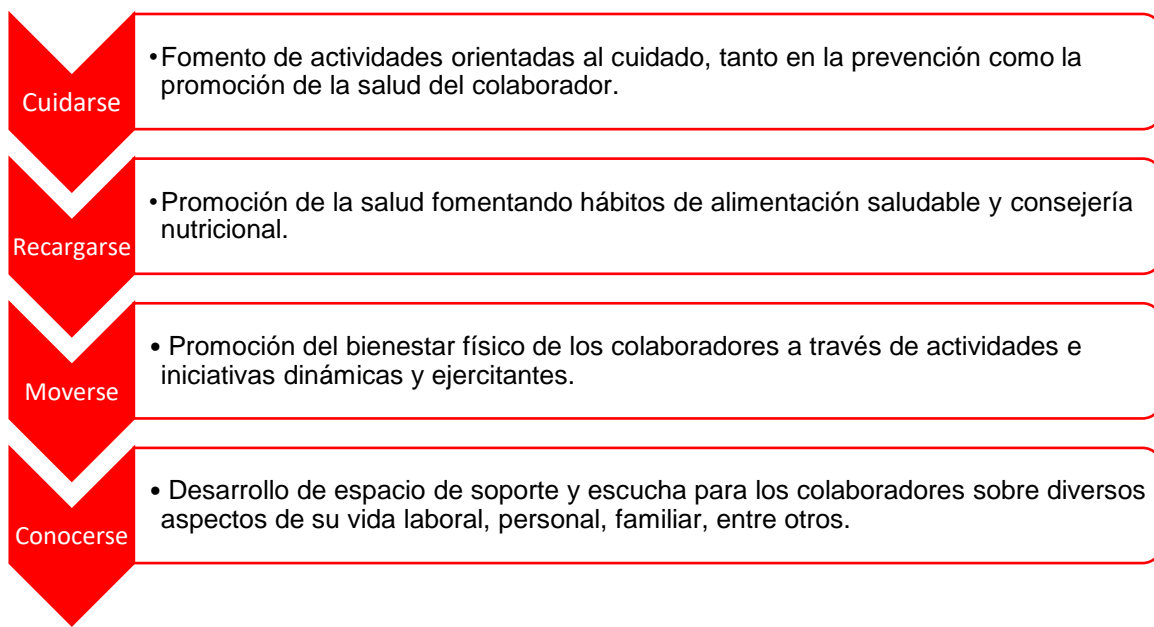 Cuidarse
•Fomento de actividades orientadas al cuidado, tanto en la prevención como la
promoción de la salud del colaborador.
Recargarse
•Promoción de la salud fomentando hábitos de alimentación saludable y consejería
nutricional.
Moverse
• Promoción del bienestar físico de los colaboradores a través de actividades e
iniciativas dinámicas y ejercitantes.
Conocerse
• Desarrollo de espacio de soporte y escucha para los colaboradores sobre diversos
aspectos de su vida laboral, personal, familiar, entre otros.